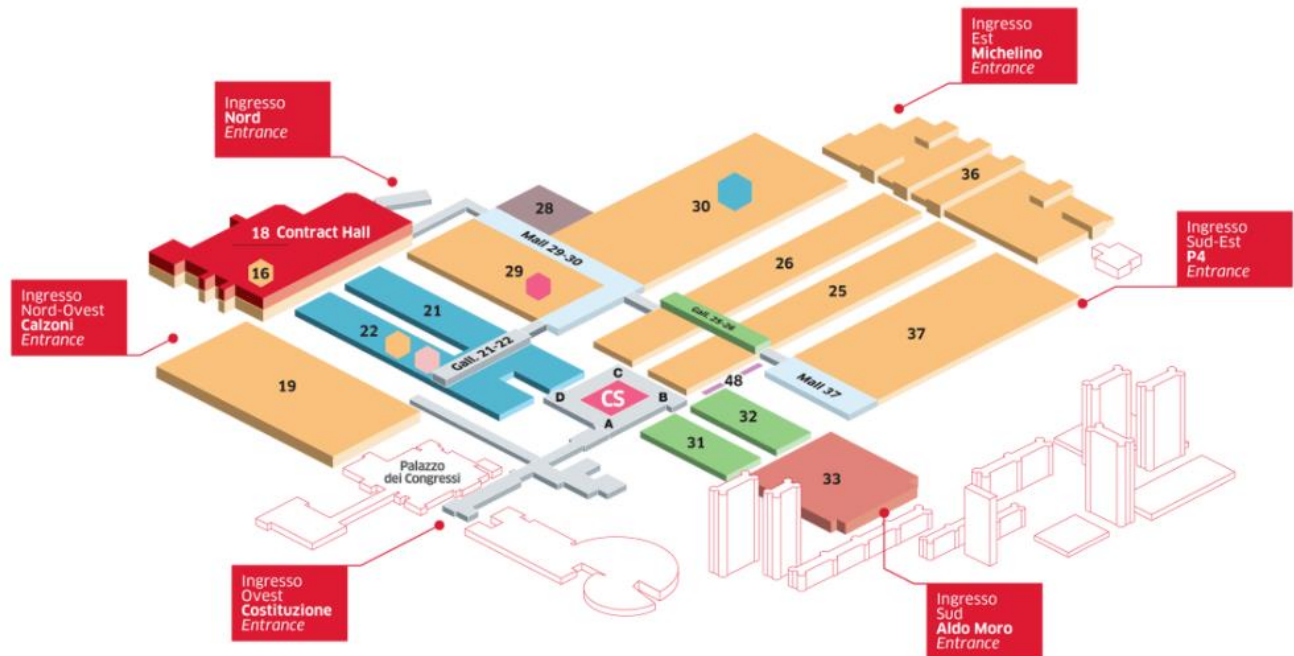 Ingresso
Est
Michelino
Entrance
Ingresso
Nord
Entrance
36
28
30
18 Contract Hall
Mall 29-30
Ingresso
Sud-Est
P4
Entrance
16
29
26
21
25
Ingresso
Nord-Ovest
Calzoni
Entrance
22
Gall. 25-26
37
Gall. 21-22
19
C
48
Mall 37
D
CS
B
A
32
31
Palazzo
dei Congressi
33
Ingresso
Ovest
Costituzione
Entrance
Ingresso
Sud
Aldo Moro
Entrance